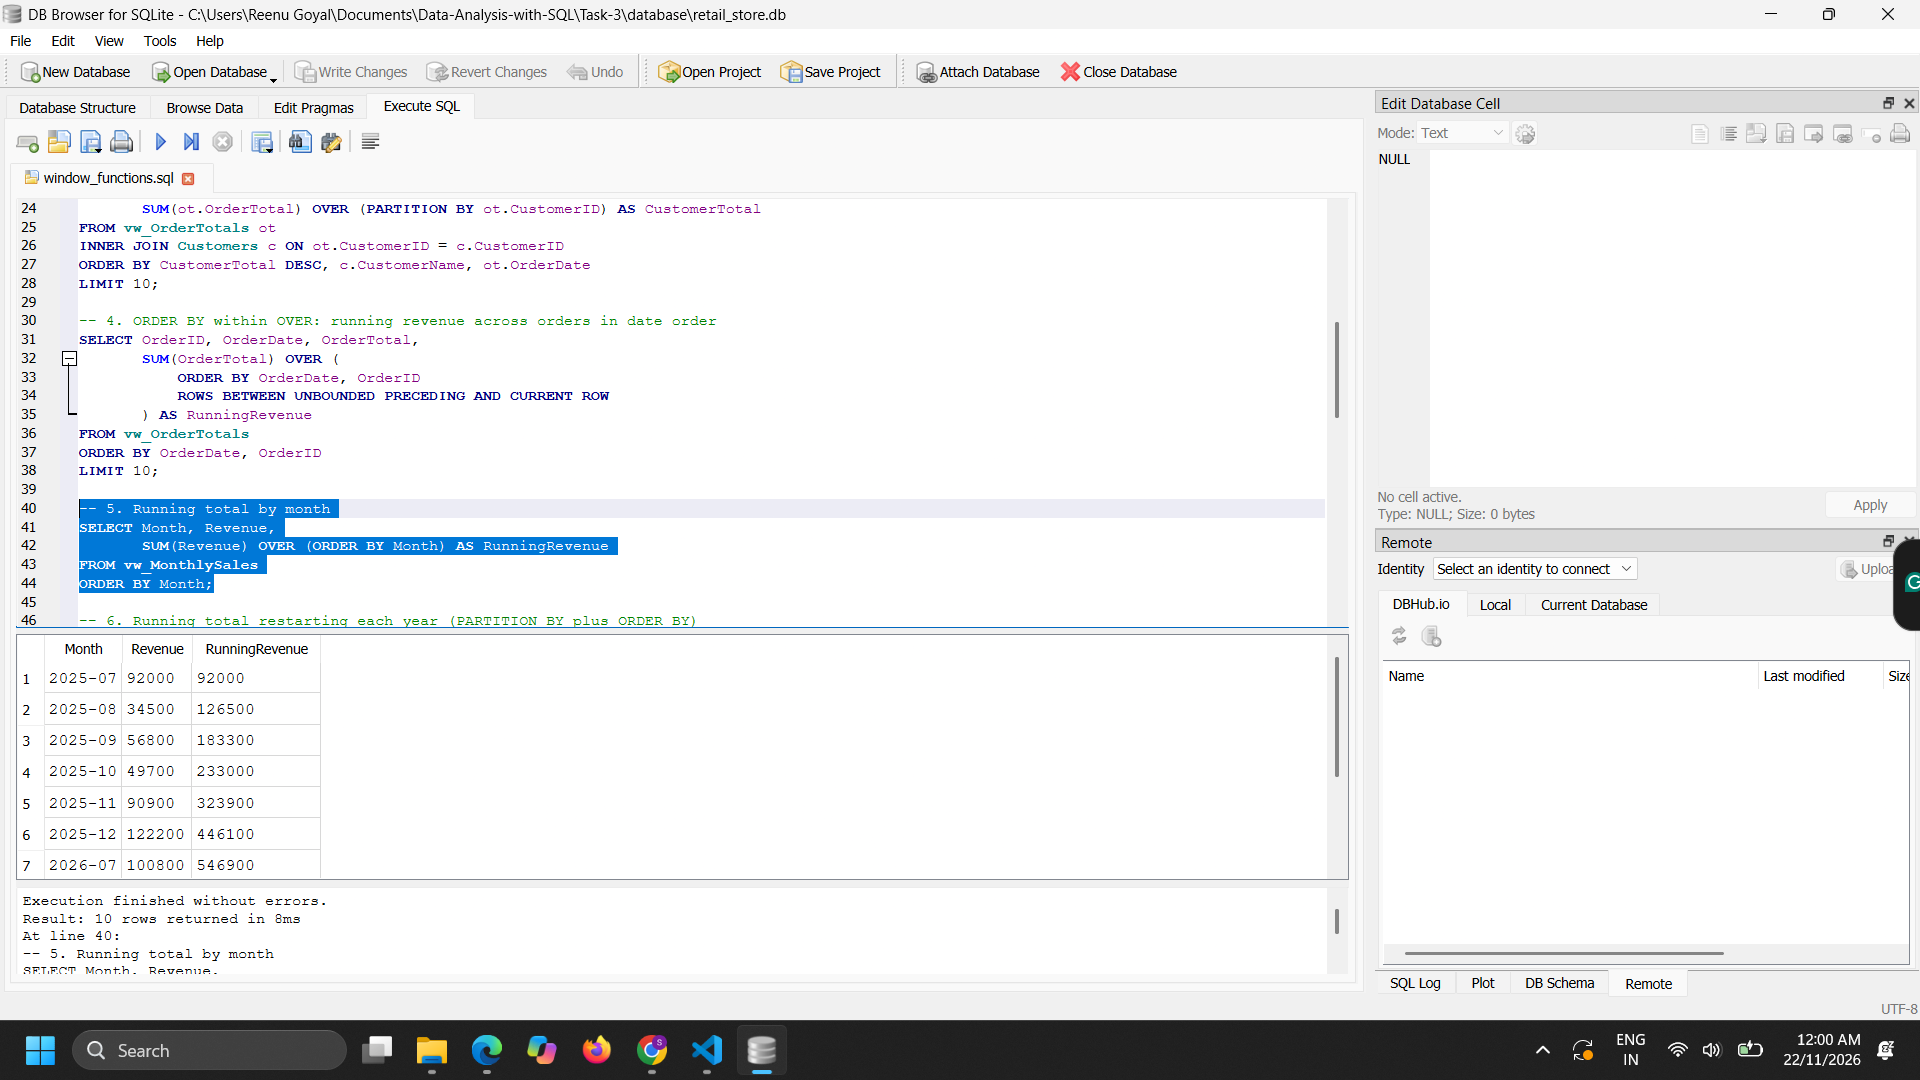 DB Browser for SQLite - C:\Users\Reenu Goyal\Documents\Data-Analysis-with-SQL\Task-3\database\retail_store.db
File Edit View Tools Help
New Database Open Database Write Changes Revert Changes Undo Open Project Save Project Attach Database Close Database
Database Structure Browse Data Edit Pragmas Execute SQL
window_functions.sql
24 SUM(ot.OrderTotal) OVER (PARTITION BY ot.CustomerID) AS CustomerTotal
25 FROM vw_OrderTotals ot
26 INNER JOIN Customers c ON ot.CustomerID = c.CustomerID
27 ORDER BY CustomerTotal DESC, c.CustomerName, ot.OrderDate
28 LIMIT 10;
29
30 -- 4. ORDER BY within OVER: running revenue across orders in date order
31 SELECT OrderID, OrderDate, OrderTotal,
32 SUM(OrderTotal) OVER (
33 ORDER BY OrderDate, OrderID
34 ROWS BETWEEN UNBOUNDED PRECEDING AND CURRENT ROW
35 ) AS RunningRevenue
36 FROM vw_OrderTotals
37 ORDER BY OrderDate, OrderID
38 LIMIT 10;
39
40 -- 5. Running total by month
41 SELECT Month, Revenue,
42 SUM(Revenue) OVER (ORDER BY Month) AS RunningRevenue
43 FROM vw_MonthlySales
44 ORDER BY Month;
45
46 -- 6. Running total restarting each year (PARTITION BY plus ORDER BY)
Month Revenue RunningRevenue
1 2025-07 92000 92000
2 2025-08 34500 126500
3 2025-09 56800 183300
4 2025-10 49700 233000
5 2025-11 90900 323900
6 2025-12 122200 446100
7 2026-07 100800 546900
Execution finished without errors.
Result: 10 rows returned in 8ms
At line 40:
-- 5. Running total by month
SELECT Month, Revenue,
Edit Database Cell
Mode: Text
NULL
No cell active.
Type: NULL; Size: 0 bytes
Apply
Remote
Identity Select an identity to connect
DBHub.io Local Current Database
Name Last modified
SQL Log Plot DB Schema Remote
UTF-8
Search
ENG
IN
12:00 AM
22/11/2026